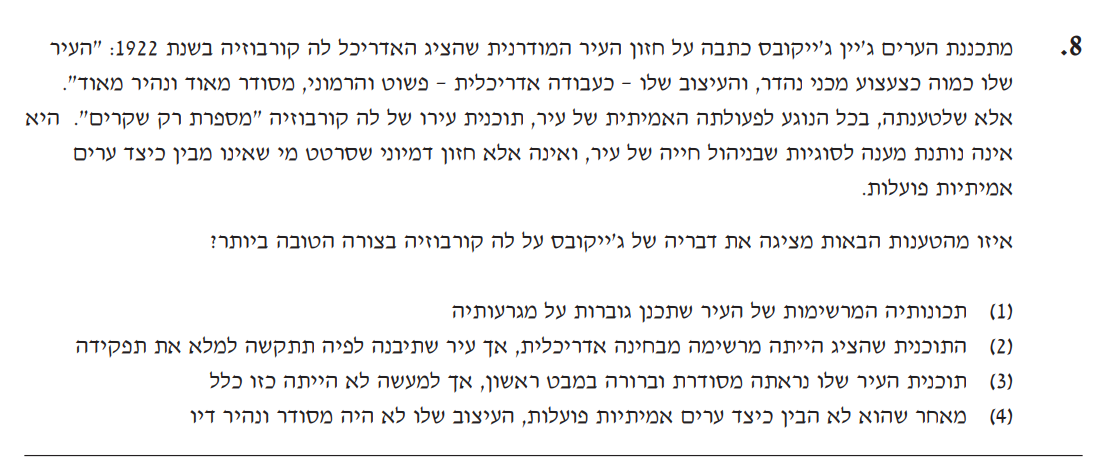 8. מתכננת הערים ג'יין ג'ייקובס כתבה על חזון העיר המודרנית שהציג האדריכל לה קורבוזיה בשנת 1922: "העיר
שלו כמוה כצעצוע מכני נהדר, והעיצוב שלו – כעבודה אדריכלית – פשוט והרמוני, מסודר מאוד ונהיר מאוד".
אלא שלטענתה, בכל הנוגע לפעולתה האמיתית של עיר, תוכנית עירו של לה קורבוזיה "מספרת רק שקרים". היא
אינה נותנת מענה לסוגיות שבניהול חייה של עיר, ואינה אלא חזון דמיוני שסרטט מי שאינו מבין כיצד ערים
אמיתיות פועלות.
איזו מהטענות הבאות מציגה את דבריה של ג'ייקובס על לה קורבוזיה בצורה הטובה ביותר?
(1) תכונותיה המרשימות של העיר שתכנן גוברות על מגרעותיה
(2) התוכנית שהציג הייתה מרשימה מבחינה אדריכלית, אך עיר שתיבנה לפיה תתקשה למלא את תפקידה
(3) תוכנית העיר שלו נראתה מסודרת וברורה במבט ראשון, אך למעשה לא הייתה כזו כלל
(4) מאחר שהוא לא הבין כיצד ערים אמיתיות פועלות, העיצוב שלו לא היה מסודר ונהיר דיו